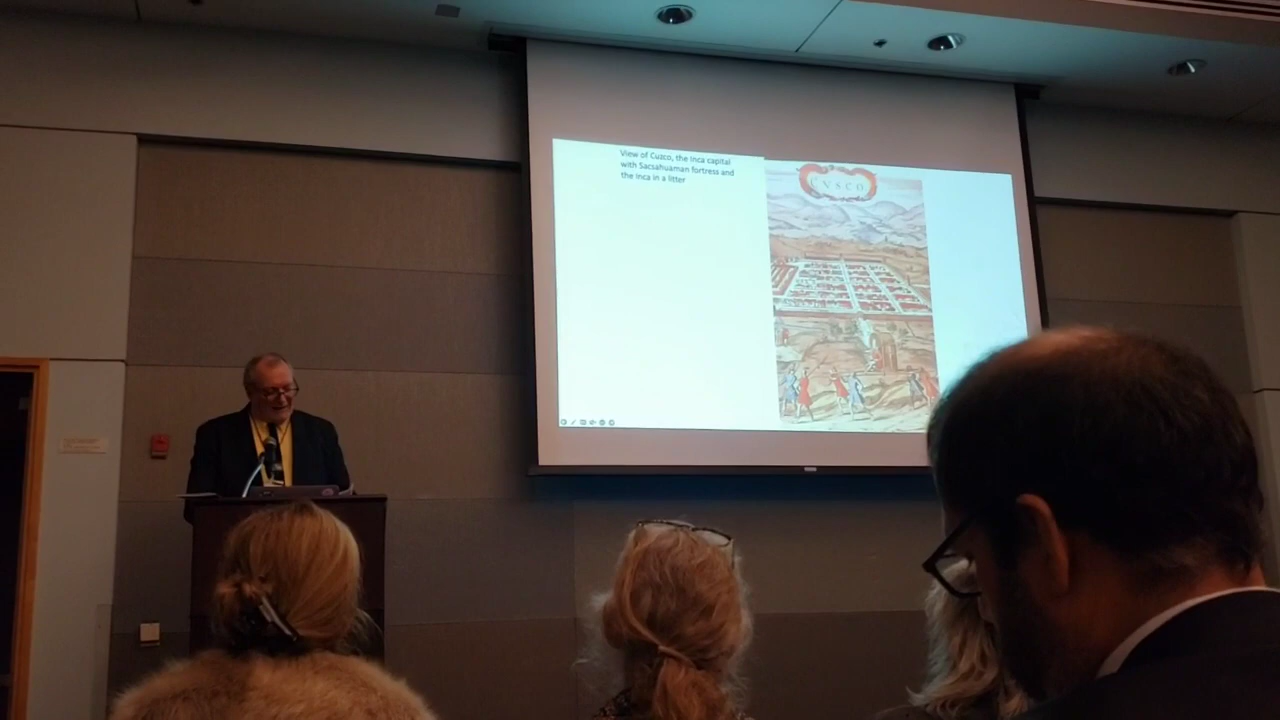 View of Cuzco, the Inca capital
with Sacsahuaman fortress and
the Inca in a litter
CVSCO